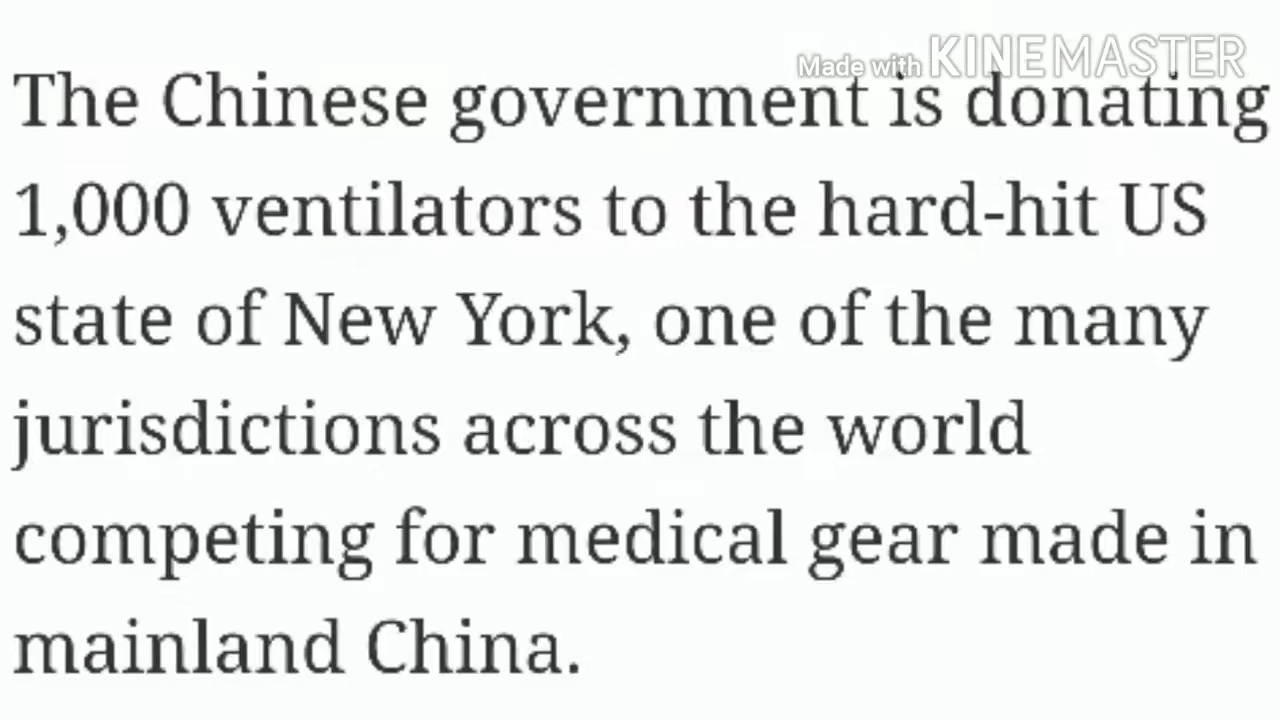 Made with KINEMASTER
The Chinese government is donating
1,000 ventilators to the hard-hit US
state of New York, one of the many
jurisdictions across the world
competing for medical gear made in
mainland China.